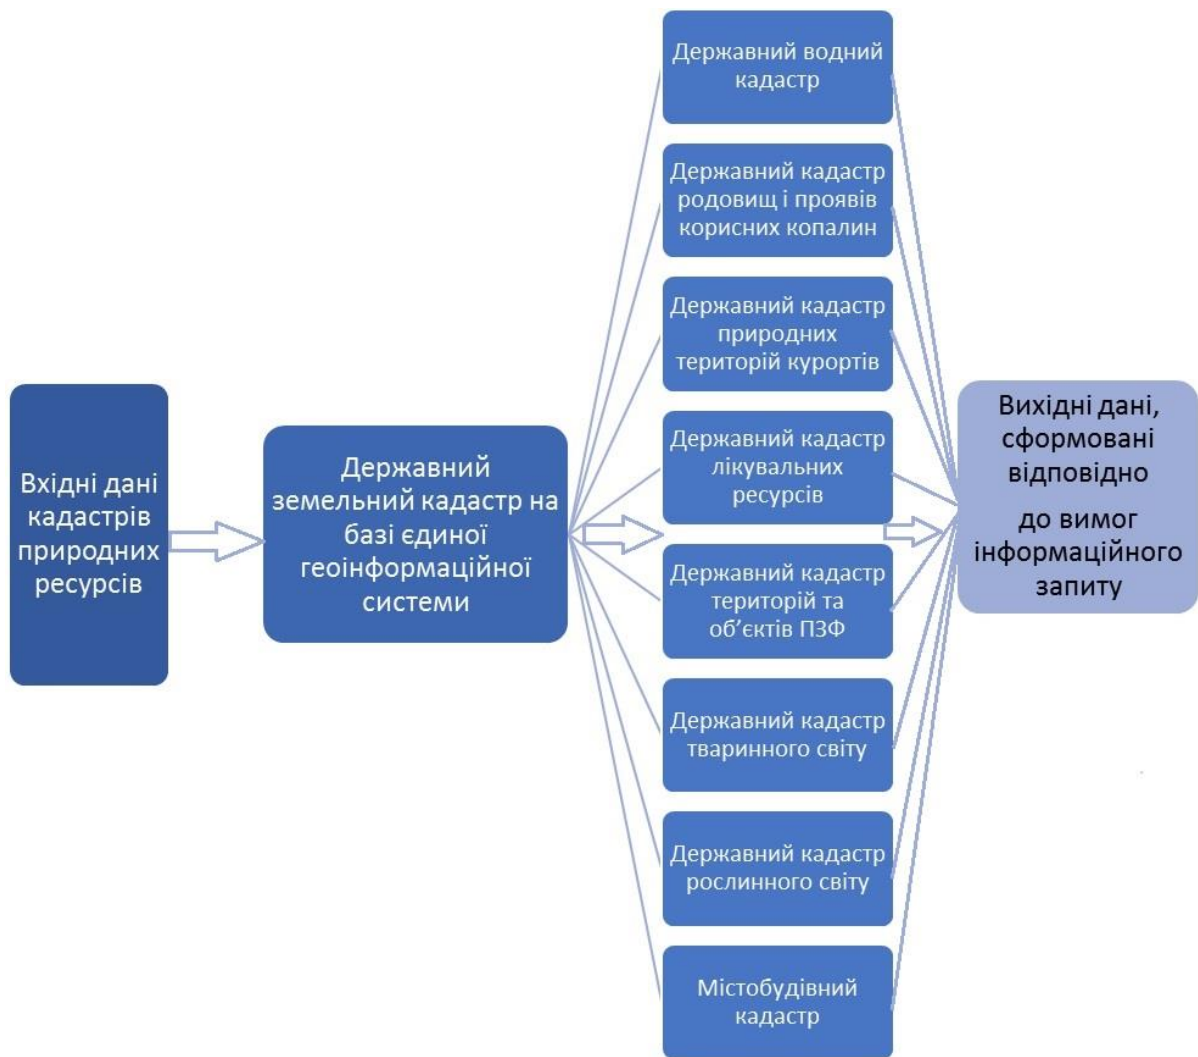 Вхідні дані
кадастрів
природних
ресурсів
Державний
земельний кадастр на
базі єдиної
геоінформаційної
системи
Державний водний
кадастр
Державний кадастр
родовищ і проявів
корисних копалин
Державний кадастр
природних
територій курортів
Державний кадастр
лікувальних
ресурсів
Державний кадастр
територій та
об’єктів ПЗФ
Державний кадастр
тваринного світу
Державний кадастр
рослинного світу
Містобудівний
кадастр
Вихідні дані,
сформовані
відповідно
до вимог
інформаційного
запиту